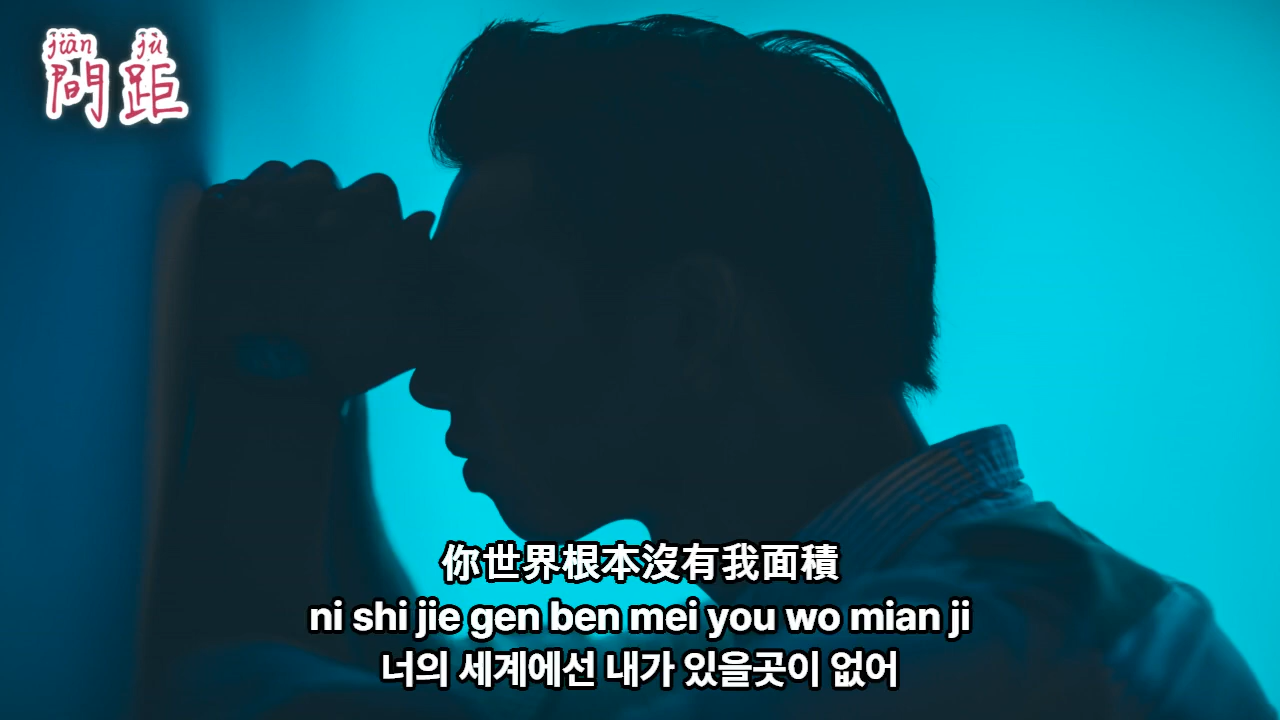 jiàn jù
間距
你世界根本沒有我面積
ni shi jie gen ben mei you wo mian ji
너의 세계에선 내가 있을곳이 없어